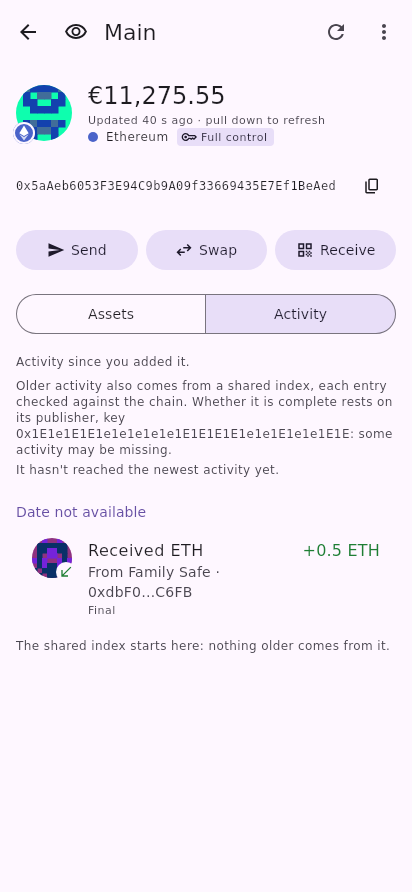 Main
€11,275.55
Updated 40 s ago · pull down to refresh
Ethereum
Full control
0x5aAeb6053F3E94C9b9A09f33669435E7Ef1BeAed
Send
Swap
Receive
Assets
Activity
Activity since you added it.
Older activity also comes from a shared index, each entry
checked against the chain. Whether it is complete rests on
its publisher, key
0x1E1e1E1E1e1e1e1e1e1E1E1E1E1e1e1E1e1e1e1E: some
activity may be missing.
It hasn't reached the newest activity yet.
Date not available
Received ETH
+0.5 ETH
From Family Safe ·
0xdbF0...C6FB
Final
The shared index starts here: nothing older comes from it.